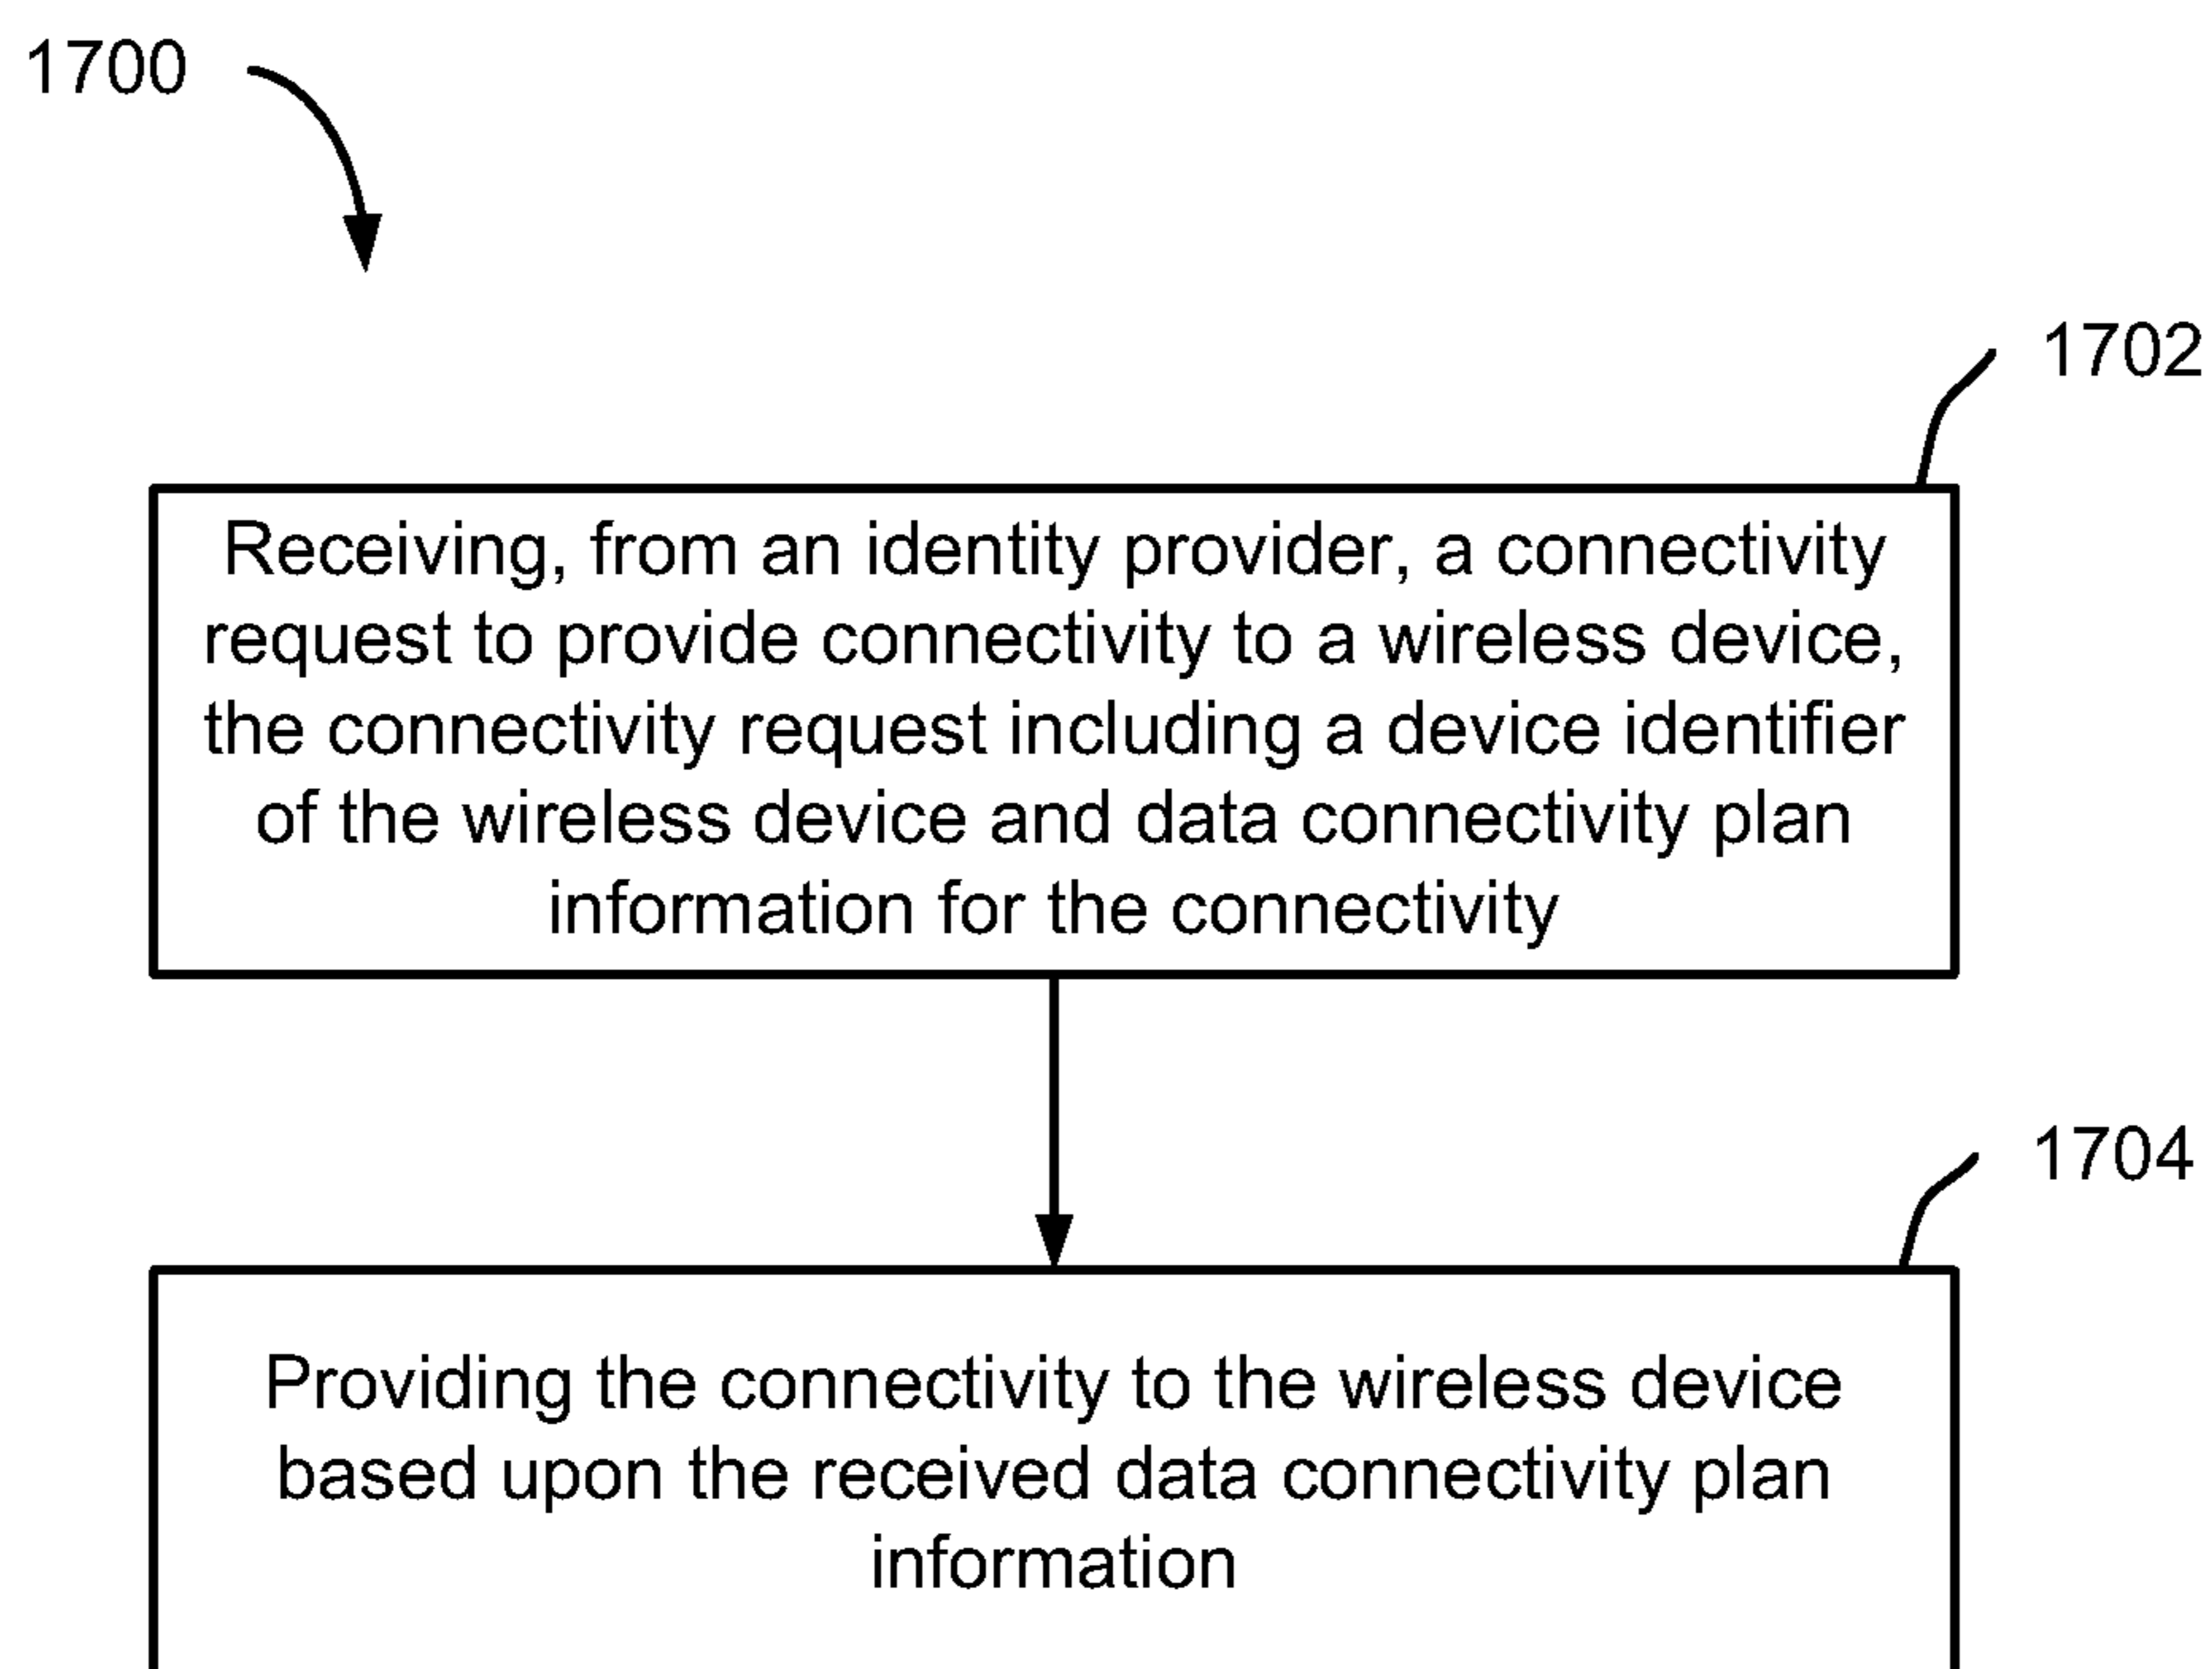 1700
1702
Receiving, from an identity provider, a connectivity
request to provide connectivity to a wireless device,
the connectivity request including a device identifier
of the wireless device and data connectivity plan
information for the connectivity
1704
Providing the connectivity to the wireless device
based upon the received data connectivity plan
information